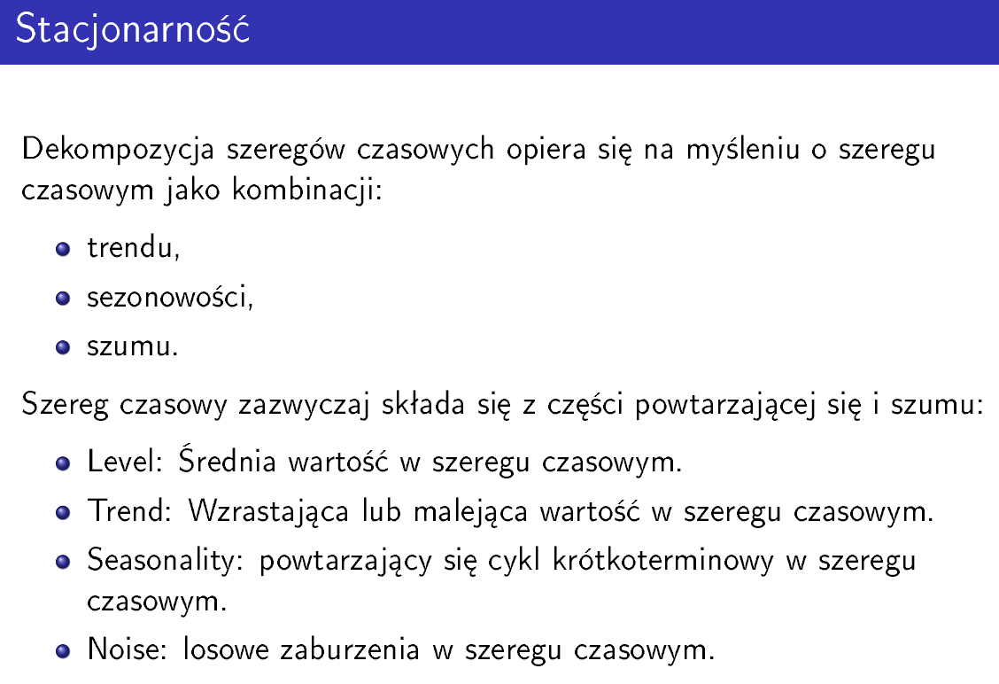 Stacjonarność
Dekompozycja szeregów czasowych opiera się na myśleniu o szeregu
czasowym jako kombinacji:
trendu,
sezonowości,
szumu.
Szereg czasowy zazwyczaj składa się z części powtarzającej się i szumu:
Level: Średnia wartość w szeregu czasowym.
Trend: Wzrastająca lub malejąca wartość w szeregu czasowym.
Seasonality: powtarzający się cykl krótkoterminowy w szeregu
czasowym.
Noise: losowe zaburzenia w szeregu czasowym.